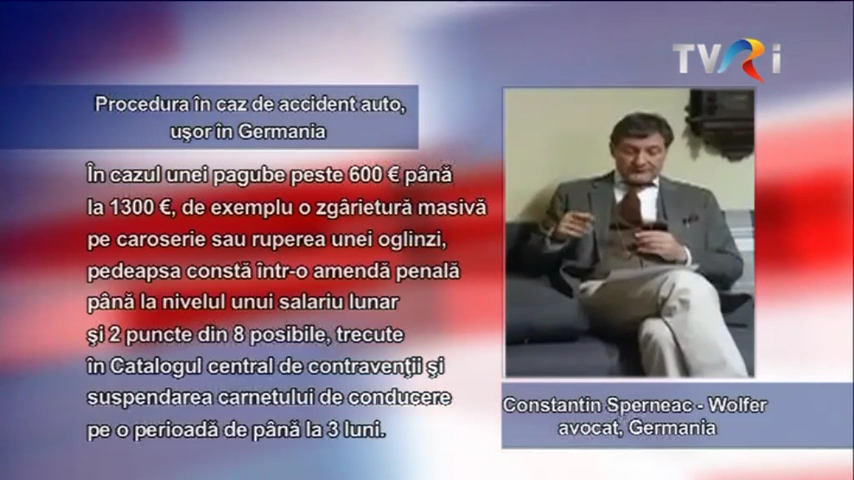 TVRi
Procedura în caz de accident auto,
uşor în Germania
În cazul unei pagube peste 600 € până
la 1300 €, de exemplu o zgârietură masivă
pe caroserie sau ruperea unei oglinzi,
pedeapsa constă într-o amendă penală
până la nivelul unui salariu lunar
şi 2 puncte din 8 posibile, trecute
în Catalogul central de contravenţii şi
suspendarea carnetului de conducere
pe o perioadă de până la 3 luni.
Constantin Sperneac - Wolfer
avocat, Germania